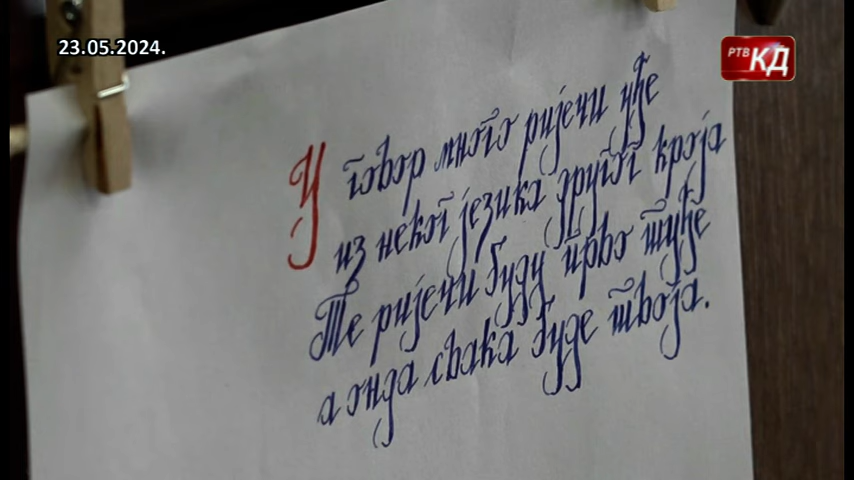 23.05.2024.
РТВ КД
У говор много ријечи уђе
из неког језика другог кроја
Те ријечи буду прво туђе
а онда свака буде твоја.